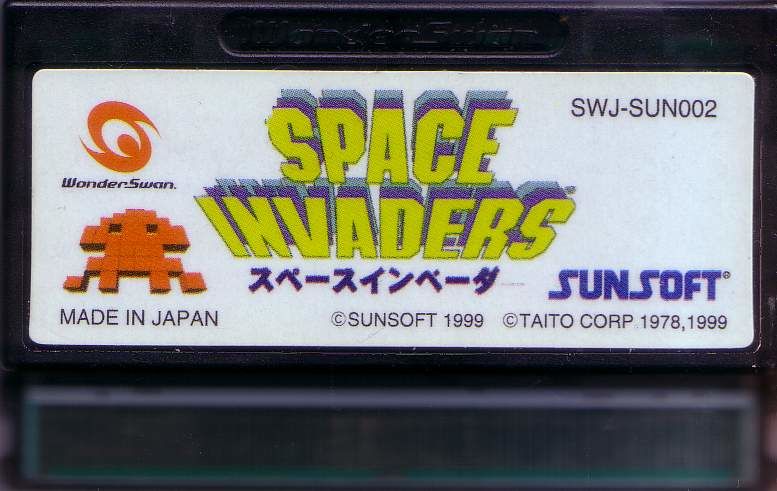 WonderSwan
SWJ-SUN002
SPACE
INVADERS
WonderSwan.
スペースインベーダー
SUNSOFT®
MADE IN JAPAN
©SUNSOFT 1999 ©TAITO CORP 1978,1999